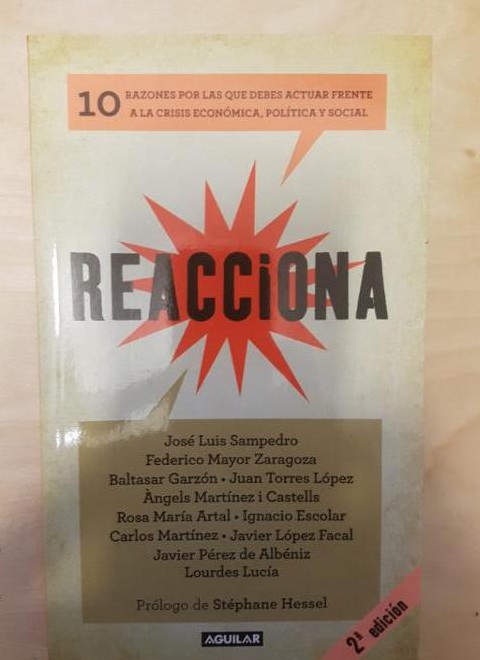 10 RAZONES POR LAS QUE DEBES ACTUAR FRENTE
A LA CRISIS ECONÓMICA, POLÍTICA Y SOCIAL
REACCiONA
José Luis Sampedro
Federico Mayor Zaragoza
Baltasar Garzón • Juan Torres López
Àngels Martínez i Castells
Rosa María Artal • Ignacio Escolar
Carlos Martínez • Javier López Facal
Javier Pérez de Albéniz
Lourdes Lucía
Prólogo de Stéphane Hessel
AGUILAR
2ª edición